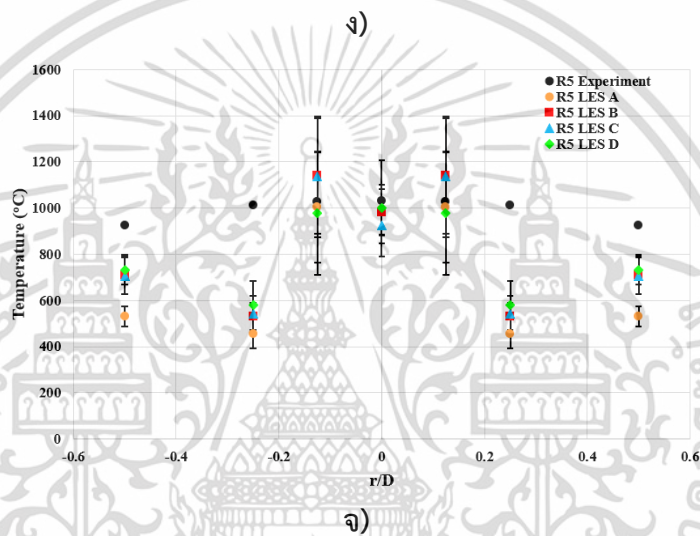 ง)
1600
1400
1200
1000
800
600
400
200
0
Temperature (°C)
R5 Experiment
R5 LES A
R5 LES B
R5 LES C
R5 LES D
-0.6 -0.4 -0.2 0 0.2 0.4 0.6
r/D
จ)